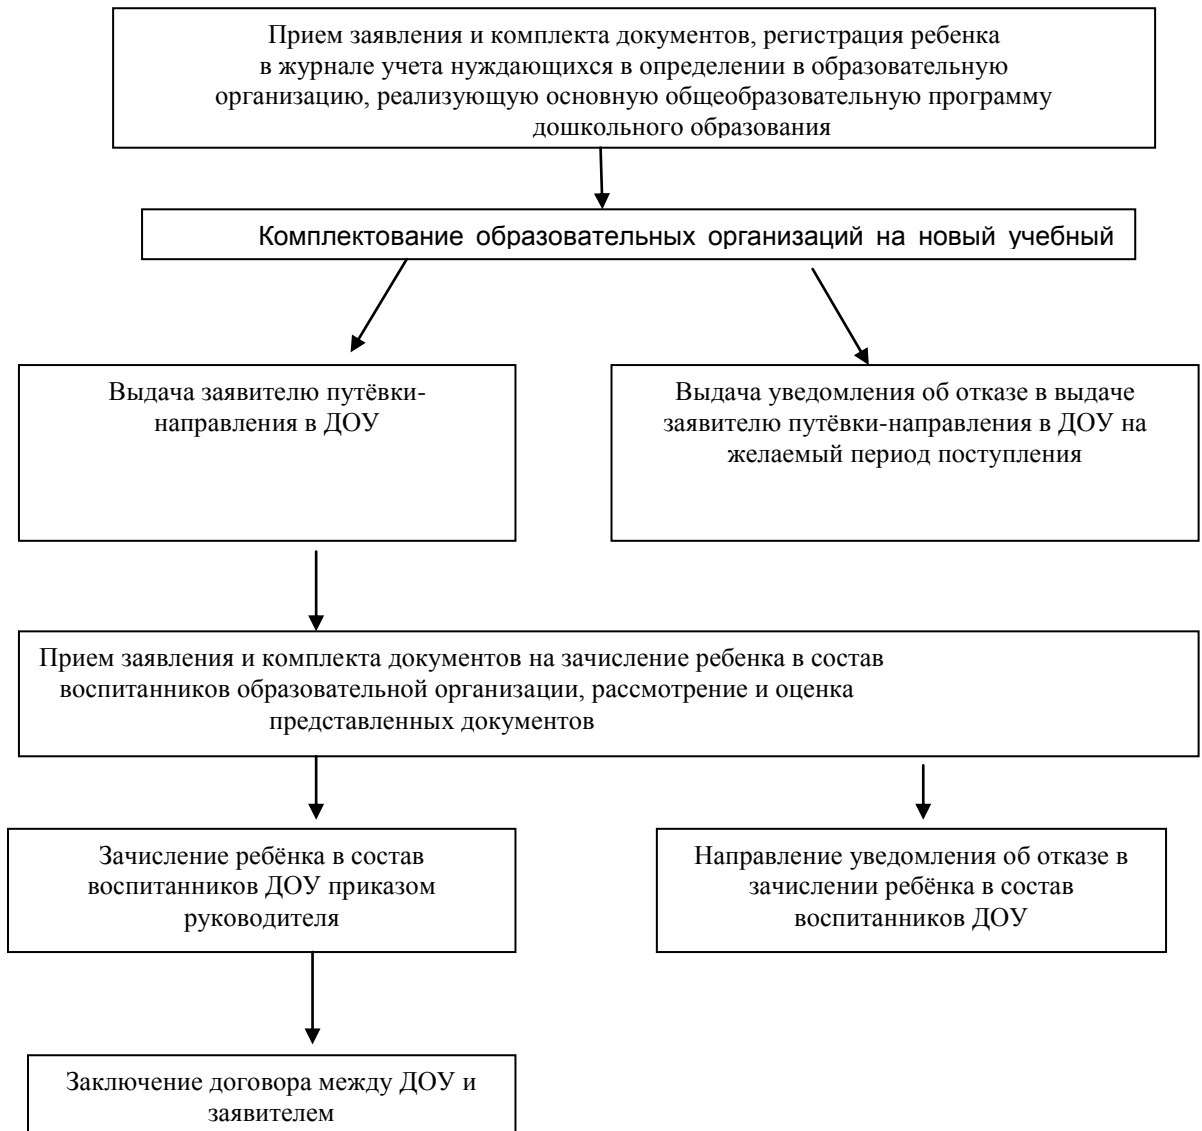 Прием заявления и комплекта документов, регистрация ребенка
в журнале учета нуждающихся в определении в образовательную
организацию, реализующую основную общеобразовательную программу
дошкольного образования
Комплектование образовательных организаций на новый учебный
Выдача заявителю путёвки-
направления в ДОУ
Выдача уведомления об отказе в выдаче
заявителю путёвки-направления в ДОУ на
желаемый период поступления
Прием заявления и комплекта документов на зачисление ребенка в состав
воспитанников образовательной организации, рассмотрение и оценка
представленных документов
Зачисление ребёнка в состав
воспитанников ДОУ приказом
руководителя
Направление уведомления об отказе в
зачислении ребёнка в состав
воспитанников ДОУ
Заключение договора между ДОУ и
заявителем